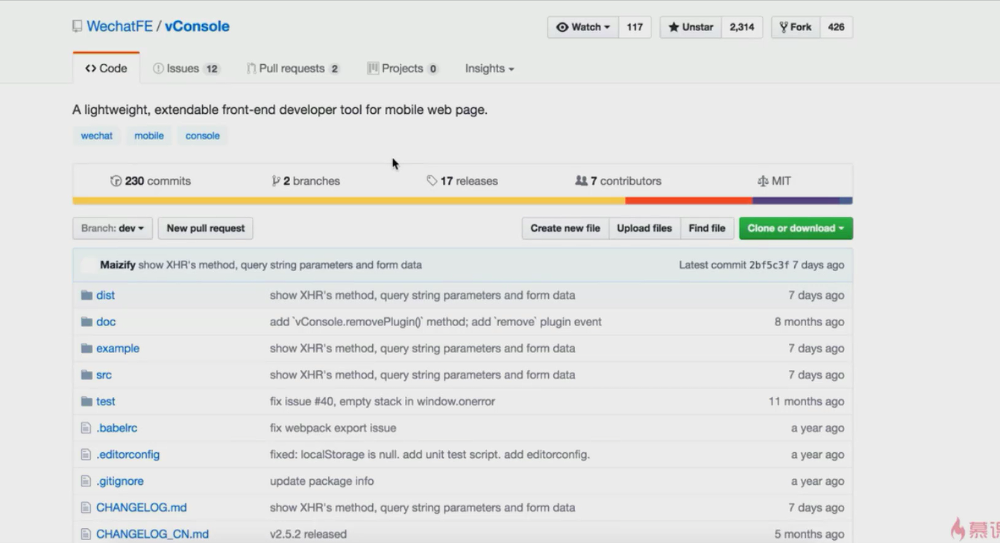 WechatFE / vConsole
Watch 117 Unstar 2,314 Fork 426
Code Issues 12 Pull requests 2 Projects 0 Insights
A lightweight, extendable front-end developer tool for mobile web page.
wechat mobile console
230 commits 2 branches 17 releases 7 contributors MIT
Branch: dev New pull request Create new file Upload files Find file Clone or download
Maizify show XHR's method, query string parameters and form data Latest commit 2bf5c3f 7 days ago
dist show XHR's method, query string parameters and form data 7 days ago
doc add `vConsole.removePlugin()` method; add `remove` plugin event 8 months ago
example show XHR's method, query string parameters and form data 7 days ago
src show XHR's method, query string parameters and form data 7 days ago
test fix issue #40, empty stack in window.onerror 11 months ago
.babelrc fix webpack export issue a year ago
.editorconfig fixed: localStorage is null. add unit test script. add editorconfig. a year ago
.gitignore update package info a year ago
CHANGELOG.md show XHR's method, query string parameters and form data 7 days ago
CHANGELOG_CN.md v2.5.2 released 5 months ago
慕